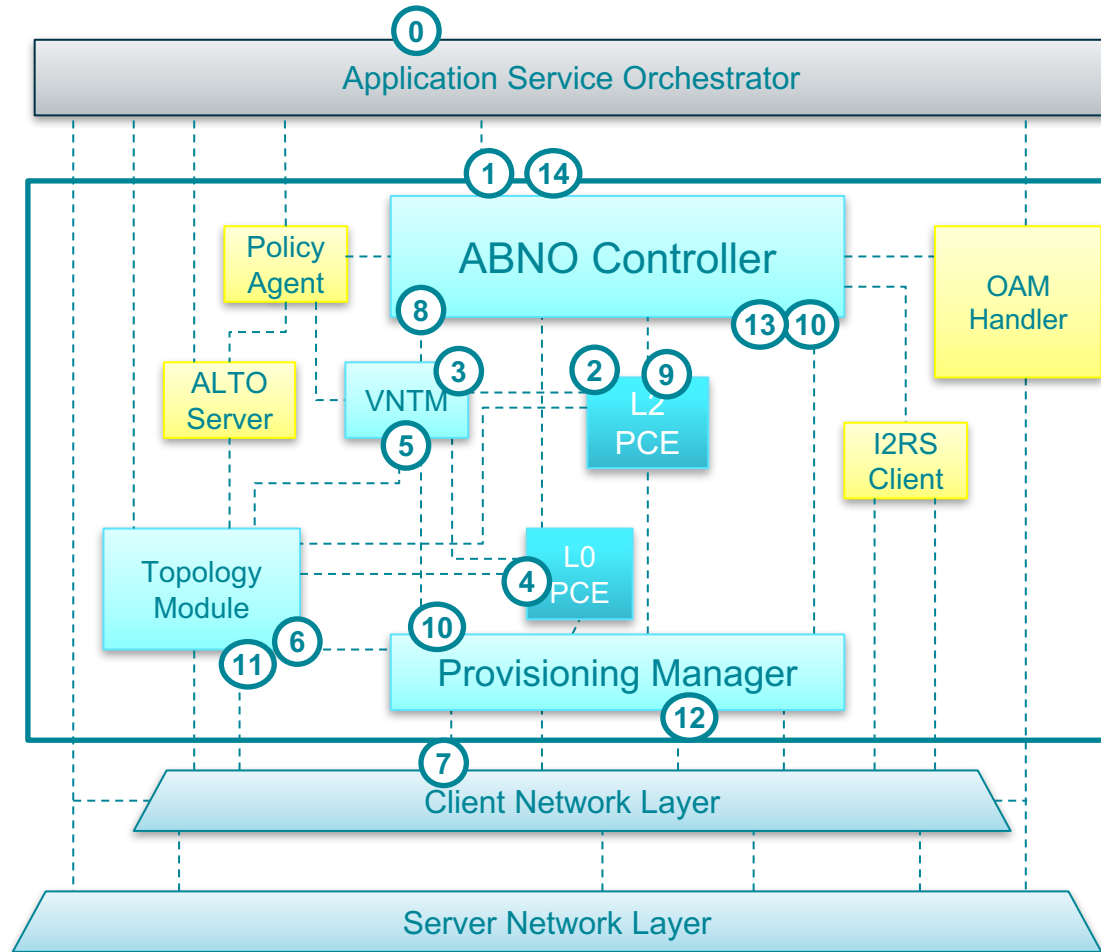 0
Application Service Orchestrator
1
14
ABNO Controller
Policy
Agent
OAM
Handler
8
13
10
3
2
9
ALTO
Server
VNTM
L2
PCE
5
I2RS
Client
Topology
Module
L0
PCE
4
6
11
10
Provisioning Manager
12
7
Client Network Layer
Server Network Layer